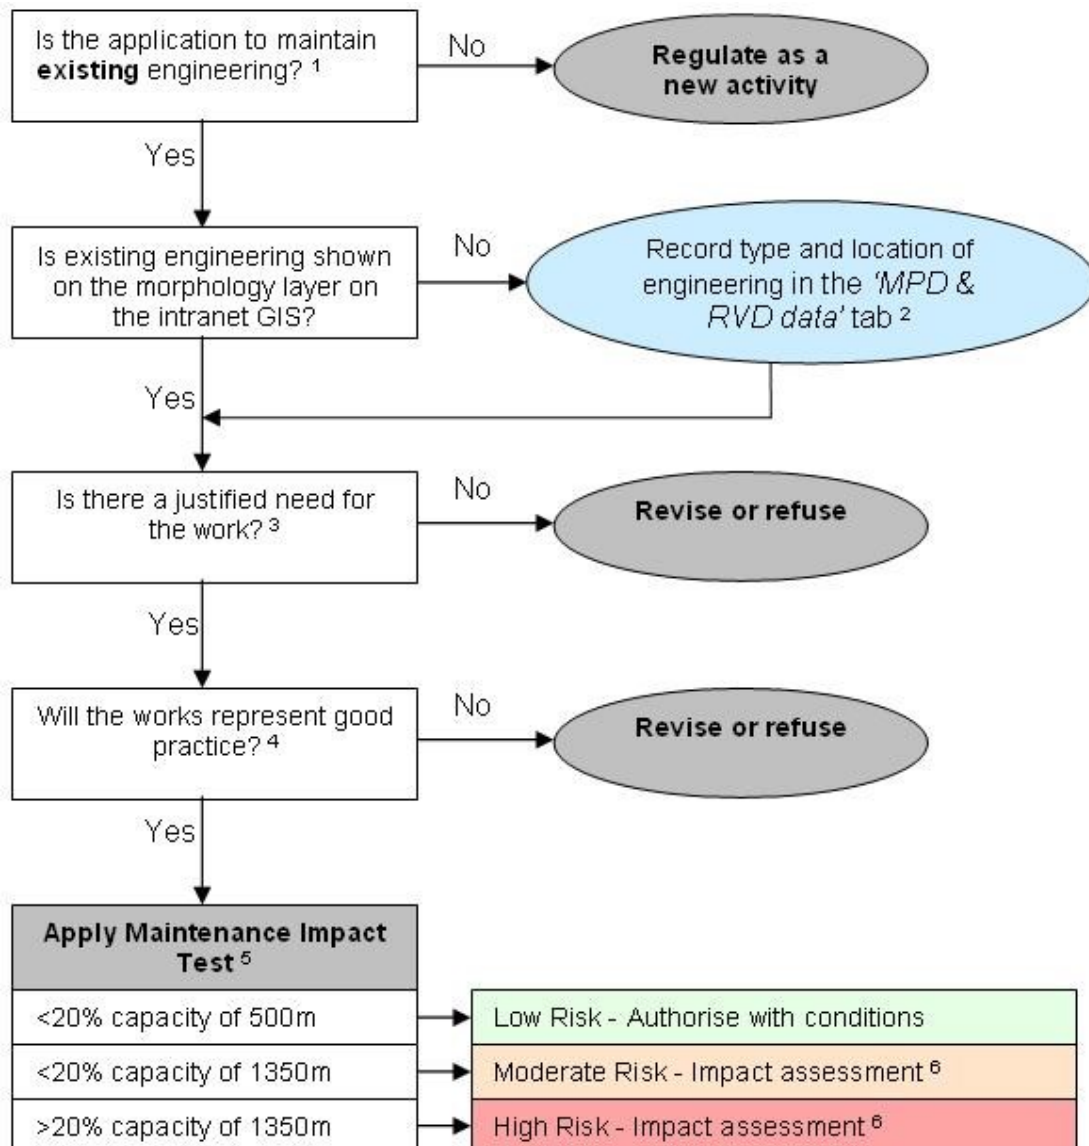 Is the application to maintain
existing engineering? 1
No
Regulate as a
new activity
Yes
Is existing engineering shown
on the morphology layer on
the intranet GIS?
No
Record type and location of
engineering in the ‘MPD &
RVD data’ tab 2
Yes
Is there a justified need for
the work? 3
No
Revise or refuse
Yes
Will the works represent good
practice? 4
No
Revise or refuse
Yes
Apply Maintenance Impact
Test 5
<20% capacity of 500m
Low Risk - Authorise with conditions
<20% capacity of 1350m
Moderate Risk - Impact assessment 6
>20% capacity of 1350m
High Risk - Impact assessment 6